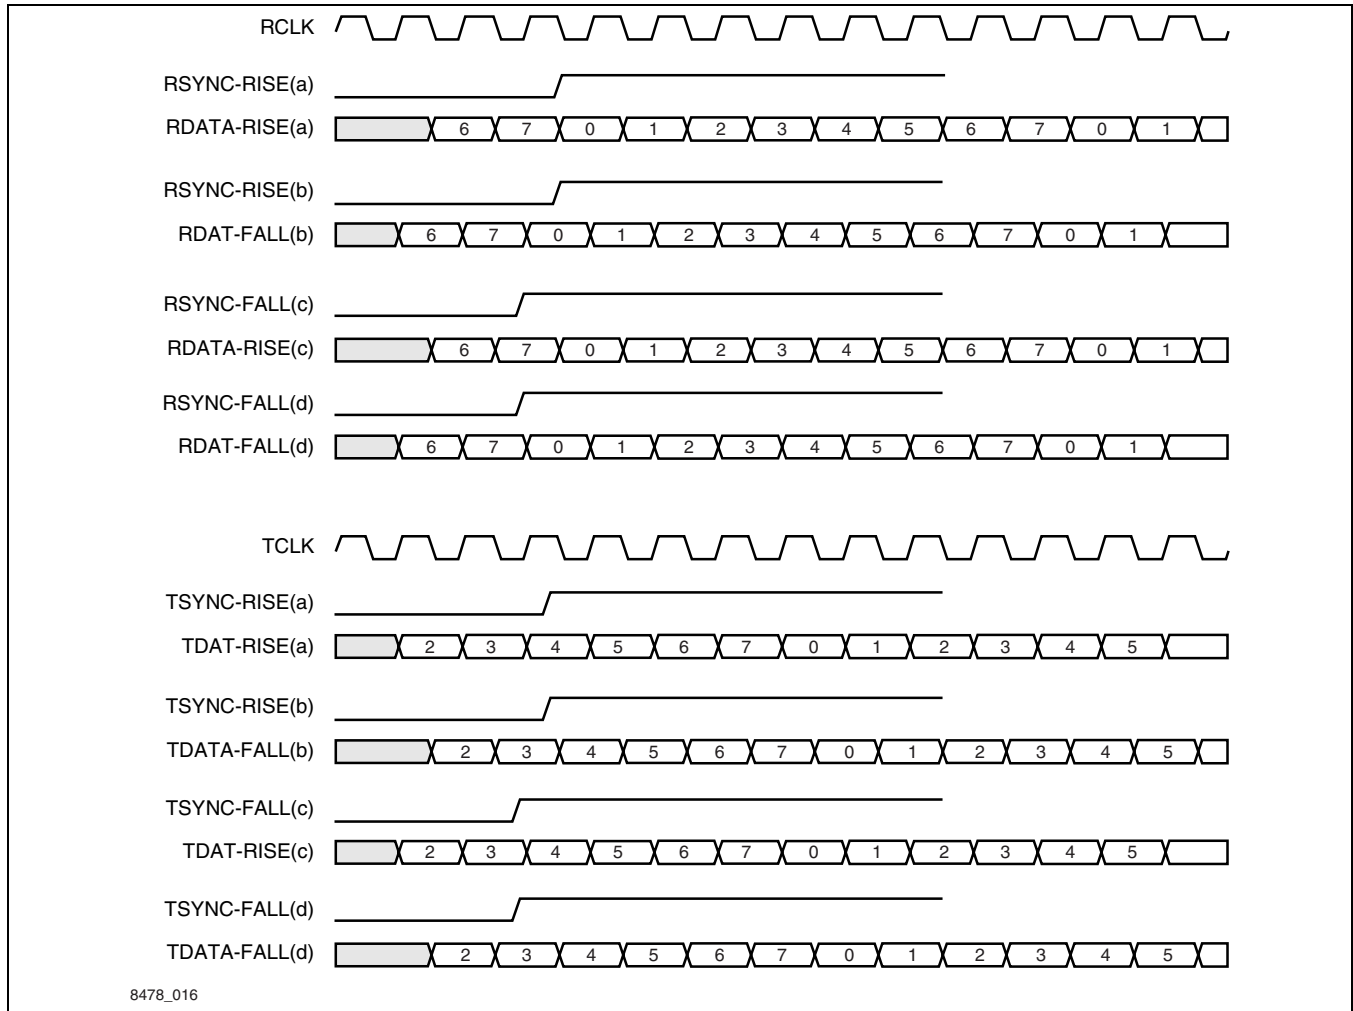 RCLK
RSYNC-RISE(a)
RDATA-RISE(a) 6 7 0 1 2 3 4 5 6 7 0 1
RSYNC-RISE(b)
RDAT-FALL(b) 6 7 0 1 2 3 4 5 6 7 0 1
RSYNC-FALL(c)
RDATA-RISE(c) 6 7 0 1 2 3 4 5 6 7 0 1
RSYNC-FALL(d)
RDAT-FALL(d) 6 7 0 1 2 3 4 5 6 7 0 1
TCLK
TSYNC-RISE(a)
TDAT-RISE(a) 2 3 4 5 6 7 0 1 2 3 4 5
TSYNC-RISE(b)
TDATA-FALL(b) 2 3 4 5 6 7 0 1 2 3 4 5
TSYNC-FALL(c)
TDAT-RISE(c) 2 3 4 5 6 7 0 1 2 3 4 5
TSYNC-FALL(d)
TDATA-FALL(d) 2 3 4 5 6 7 0 1 2 3 4 5
8478_016